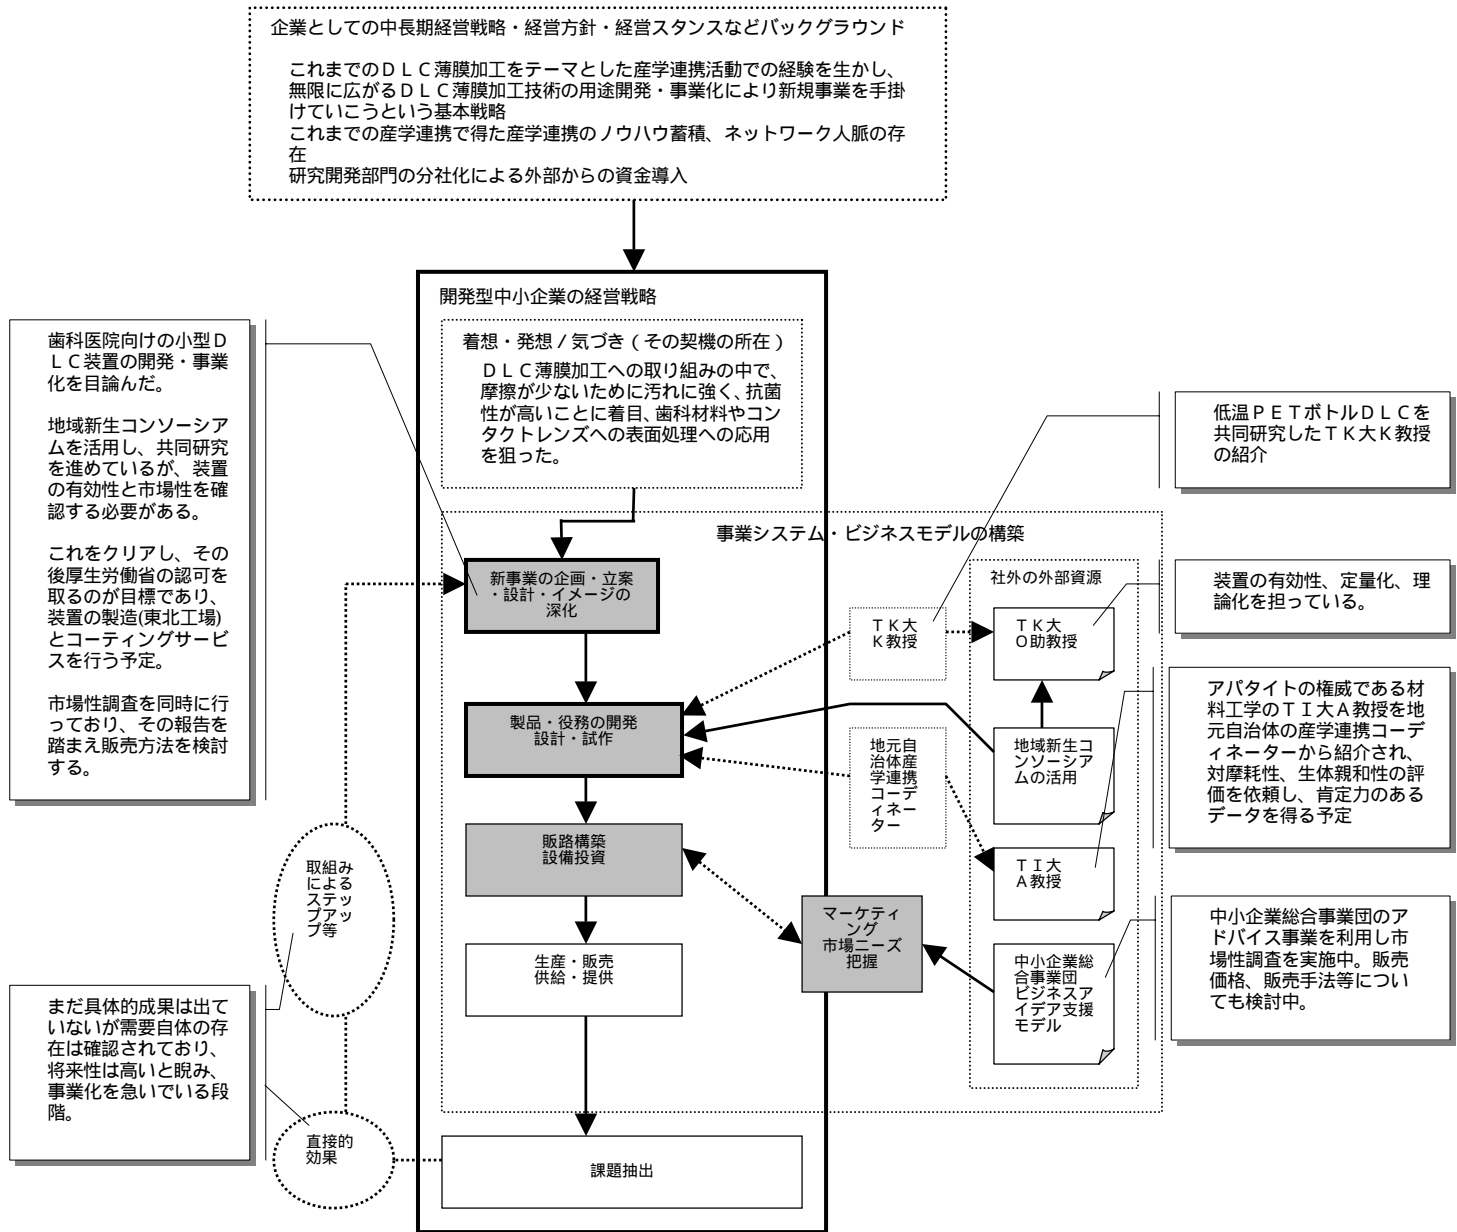 企業としての中長期経営戦略・経営方針・経営スタンスなどバックグラウンド
これまでのＤＬＣ薄膜加工をテーマとした産学連携活動での経験を生かし、
無限に広がるＤＬＣ薄膜加工技術の用途開発・事業化により新規事業を手掛
けていこうという基本戦略
これまでの産学連携で得た産学連携のノウハウ蓄積、ネットワーク人脈の存
在
研究開発部門の分社化による外部からの資金導入
開発型中小企業の経営戦略
着想・発想／気づき（その契機の所在）
ＤＬＣ薄膜加工への取り組みの中で、
摩擦が少ないために汚れに強く、抗菌
性が高いことに着目、歯科材料やコン
タクトレンズへの表面処理への応用
を狙った。
歯科医院向けの小型Ｄ
ＬＣ装置の開発・事業
化を目論んだ。
地域新生コンソーシア
ムを活用し、共同研究
を進めているが、装置
の有効性と市場性を確
認する必要がある。
これをクリアし、その
後厚生労働省の認可を
取るのが目標であり、
装置の製造(東北工場)
とコーティングサービ
スを行う予定。
市場性調査を同時に行
っており、その報告を
踏まえ販売方法を検討
する。
低温ＰＥＴボトルＤＬＣを
共同研究したＴＫ大Ｋ教授
の紹介
事業システム・ビジネスモデルの構築
新事業の企画・立案
・設計・イメージの
深化
社外の外部資源
ＴＫ大
Ｋ教授
ＴＫ大
Ｏ助教授
装置の有効性、定量化、理
論化を担っている。
製品・役務の開発
設計・試作
地元自
治体産
学連携
コーデ
ィネー
ター
地域新生コ
ンソーシア
ムの活用
アパタイトの権威である材
料工学のＴＩ大Ａ教授を地
元自治体の産学連携コーデ
ィネーターから紹介され、
対摩耗性、生体親和性の評
価を依頼し、肯定力のある
データを得る予定
販路構築
設備投資
ＴＩ大
Ａ教授
取組み
による
ステッ
プアッ
プ等
マーケティ
ング
市場ニーズ
把握
生産・販売
供給・提供
中小企業総
合事業団
ビジネスア
イデア支援
モデル
中小企業総合事業団のア
ドバイス事業を利用し市
場性調査を実施中。販売
価格、販売手法等につい
ても検討中。
まだ具体的成果は出て
いないが需要自体の存
在は確認されており、
将来性は高いと睨み、
事業化を急いでいる段
階。
直接的
効果
課題抽出